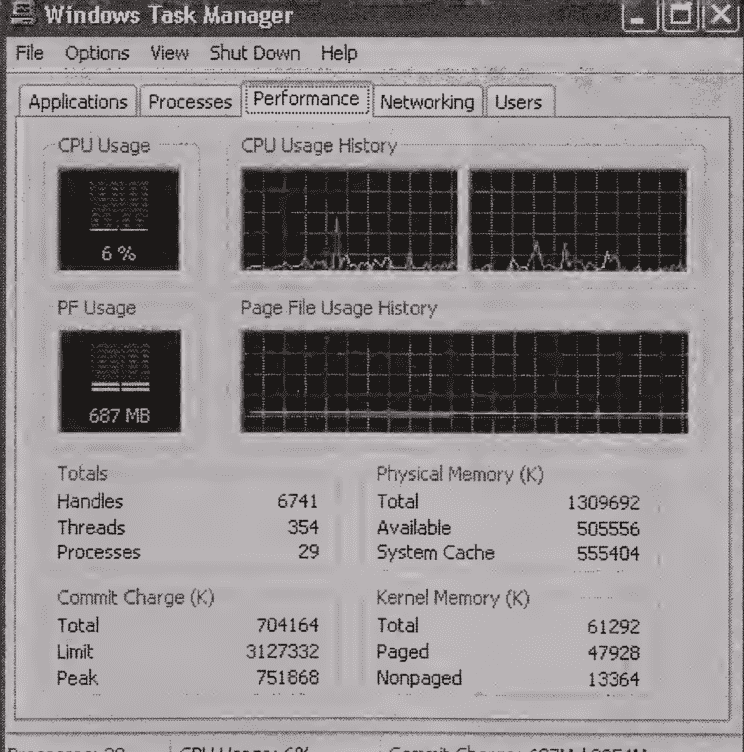 Windows Task Manager
File Options View Shut Down Help
Applications Processes Performance Networking Users
CPU Usage
CPU Usage History
6 %
PF Usage
Page File Usage History
687 MB
Totals
Handles 6741
Threads 354
Processes 29
Physical Memory (K)
Total 1309692
Available 505556
System Cache 555404
Commit Charge (K)
Total 704164
Limit 3127332
Peak 751868
Kernel Memory (K)
Total 61292
Paged 47928
Nonpaged 13364
CPU Usage: 6%